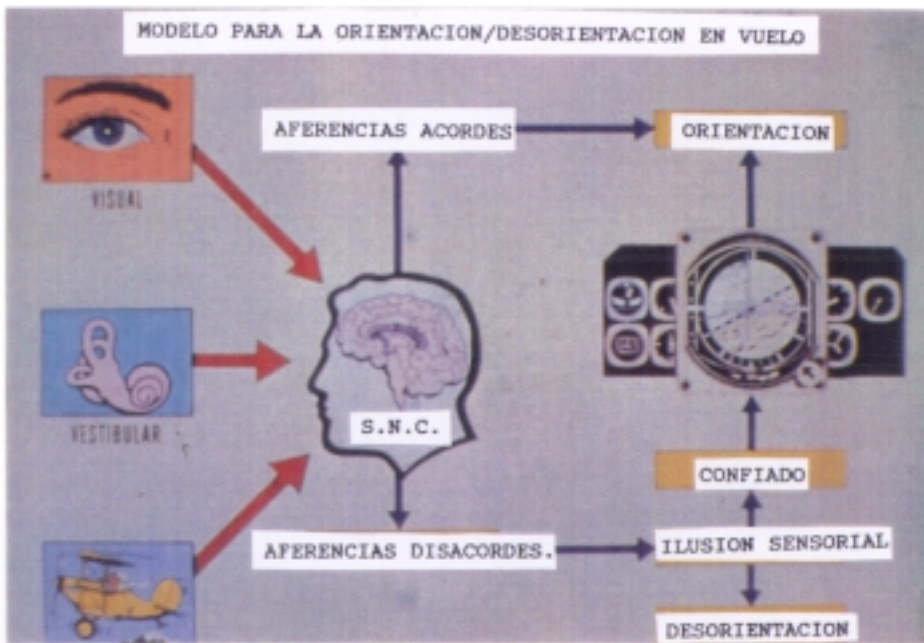 MODELO PARA LA ORIENTACION/DESORIENTACION EN VUELO
AFERENCIAS ACORDES
ORIENTACION
VISUAL
VESTIBULAR
S.N.C.
CONFIADO
AFERENCIAS DISACORDES.
ILUSION SENSORIAL
DESORIENTACION